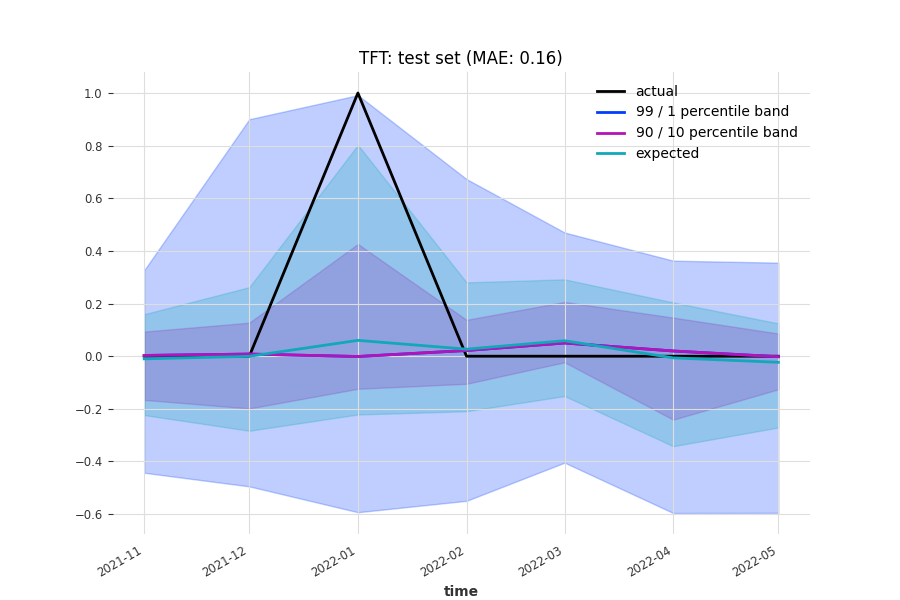 TFT: test set (MAE: 0.16)
actual
99 / 1 percentile band
90 / 10 percentile band
expected
1.0
0.8
0.6
0.4
0.2
0.0
−0.2
−0.4
−0.6
2021-11
2021-12
2022-01
2022-02
2022-03
2022-04
2022-05
time